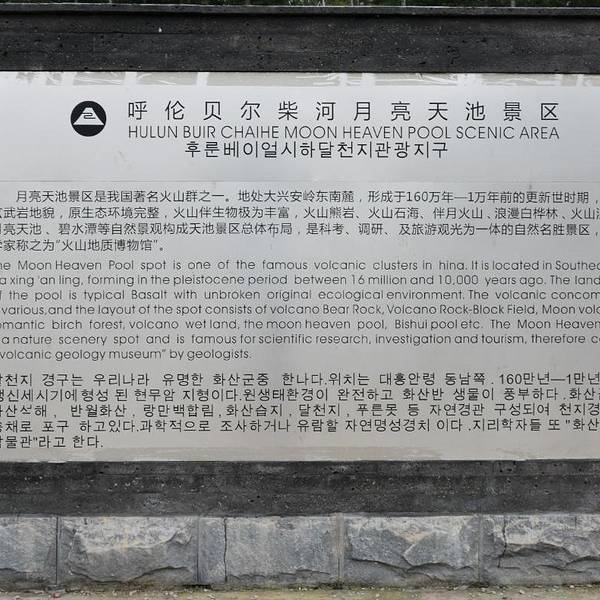 呼伦贝尔柴河月亮天池景区
HULUN BUIR CHAIHE MOON HEAVEN POOL SCENIC AREA
후룬베이얼시하달천지관광지구
月亮天池景区是我国著名火山群之一。地处大兴安岭东南麓，形成于160万年—1万年前的更新世时期，
玄武岩地貌，原生态环境完整，火山伴生物极为丰富，火山熊岩、火山石海、伴月火山、浪漫白桦林、火山
月亮天池、碧水潭等自然景观构成天池景区总体布局，是科考、调研、及旅游观光为一体的自然名胜景区，
学家称之为“火山地质博物馆”。
he Moon Heaven Pool spot is one of the famous volcanic clusters in hina. It is located in Southeas
a xing 'an ling, forming in the pleistocene period between 16 million and 10,000 years ago. The land
f the pool is typical Basalt with unbroken original ecological environment. The volcanic concom
various,and the layout of the spot consists of volcano Bear Rock, Volcano Rock-Block Field, Moon volc
omantic birch forest, volcano wet land, the moon heaven pool, Bishui pool etc. The Moon Heaven
a nature scenery spot and is famous for scientific research, investigation and tourism, therefore c
volcanic geology museum” by geologists.
천지 경구는 우리나라 유명한 화산군중 한나다.위치는 대흥안령 동남쪽 . 160만년—1만년
갱신세시기에 형성 된 현무암 지형이다.원생태환경이 완전하고 화산반 생물이 풍부하다 . 화산
화산석해 , 반월화산 , 랑만백합림 , 화산습지 , 달천지 , 푸른못 등 자연경관 구성되여 천지경
총채로 포구 하고있다.과학적으로 조사하거나 유람할 자연명성경치 이다 .지리학자들 또 "화산
박물관"라고 한다.